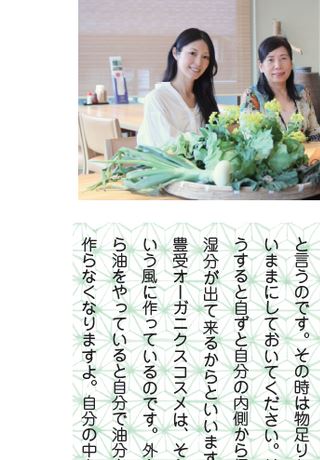 と言うのです。その時は物足り
いままにしておいてください。
うすると自ずと自分の内側から
湿分が出て来るからといいます
豊受オーガニクスコスメは、そ
いう風に作っているのです。外
ら油をやっていると自分で油分
作らなくなりますよ。自分の中